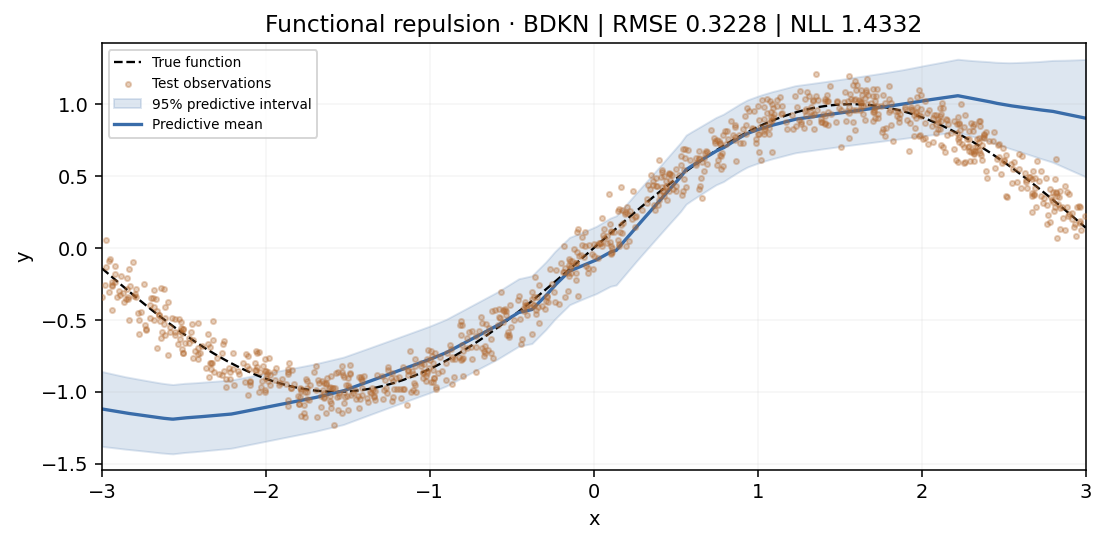 Functional repulsion · BDKN | RMSE 0.3228 | NLL 1.4332
True function
Test observations
95% predictive interval
Predictive mean
y
1.0
0.5
0.0
−0.5
−1.0
−1.5
−3 −2 −1 0 1 2 3
x